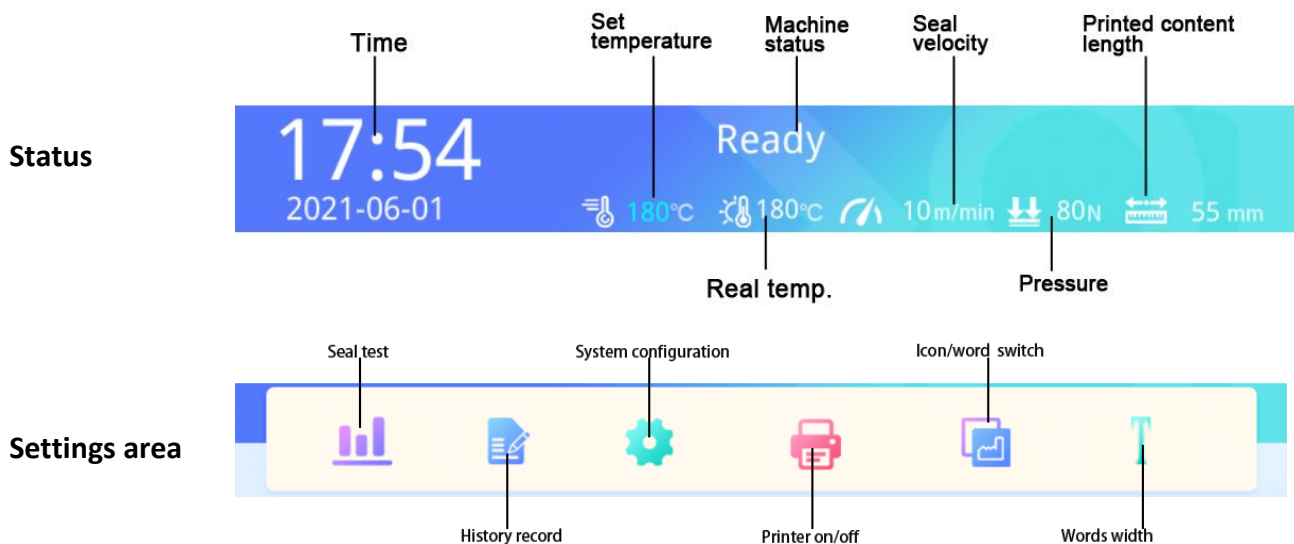 Time
Set
temperature
Machine
status
Seal
velocity
Printed content
length
Status
17:54
Ready
2021-06-01
180°C
180°C
10 m/min
80N
55 mm
Real temp.
Pressure
Seal test
System configuration
Icon/word switch
Settings area
T
History record
Printer on/off
Words width